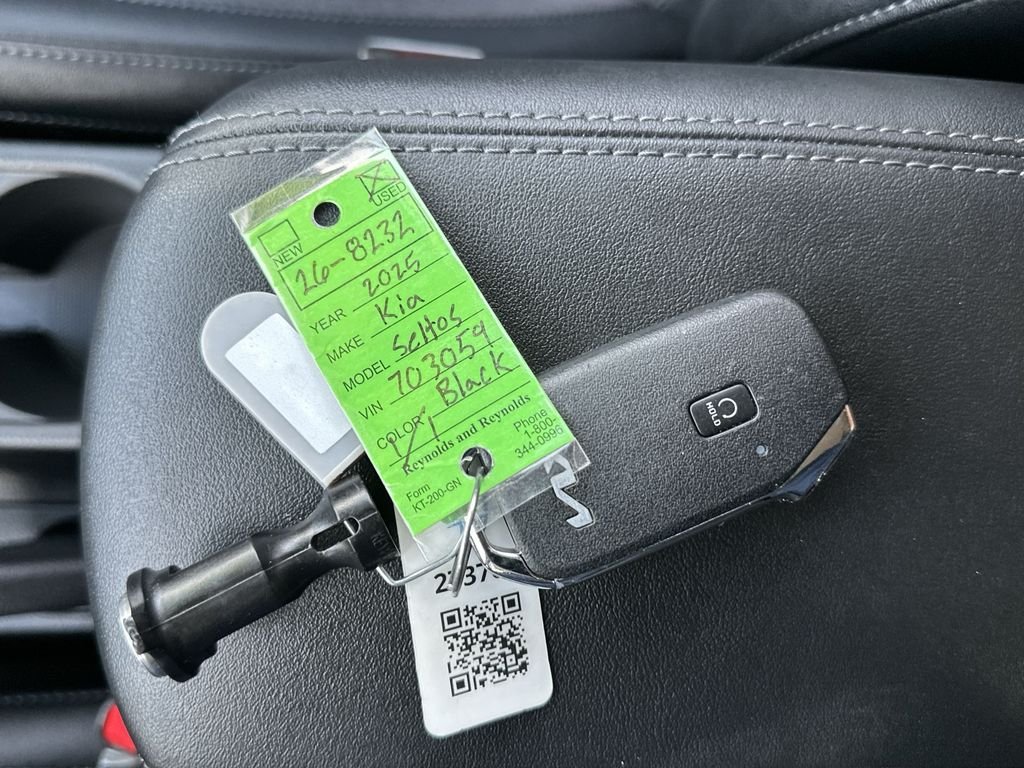 NEW
USED
26-8232
YEAR 2025
MAKE Kia
MODEL Seltos
VIN 703059
COLOR Black
1/1
Reynolds and Reynolds
Form
KT-200-GN
Phone
1-800-
344-0996
HOLD